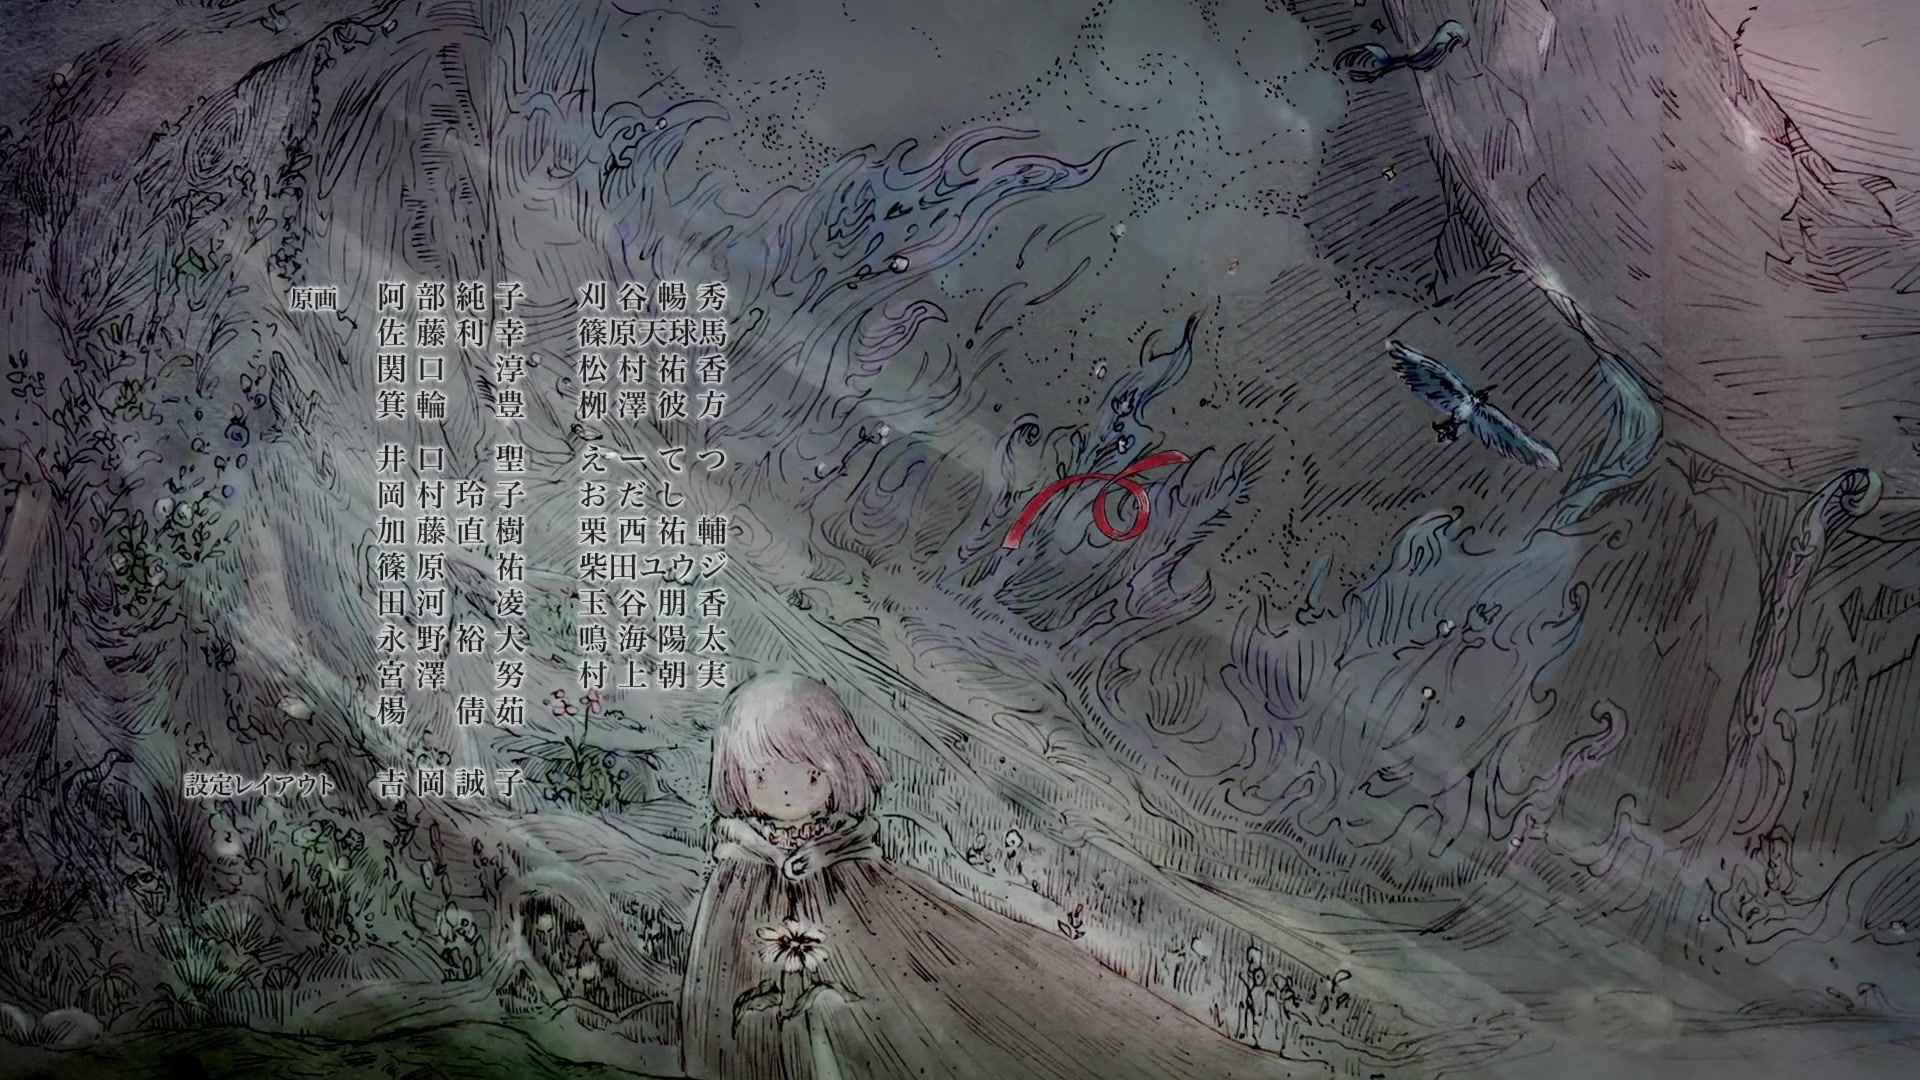 原画 阿部純子 刈谷暢秀
佐藤利幸 篠原天球馬
関口淳 松村祐香
箕輪豊 栁澤彼方
井口聖 えーてつ
岡村玲子 おだし
加藤直樹 栗西祐輔
篠原祐 柴田ユウジ
田河凌 玉谷朋香
永野裕大 鳴海陽太
宮澤努 村上朝実
楊倩茹
設定レイアウト 吉岡誠子